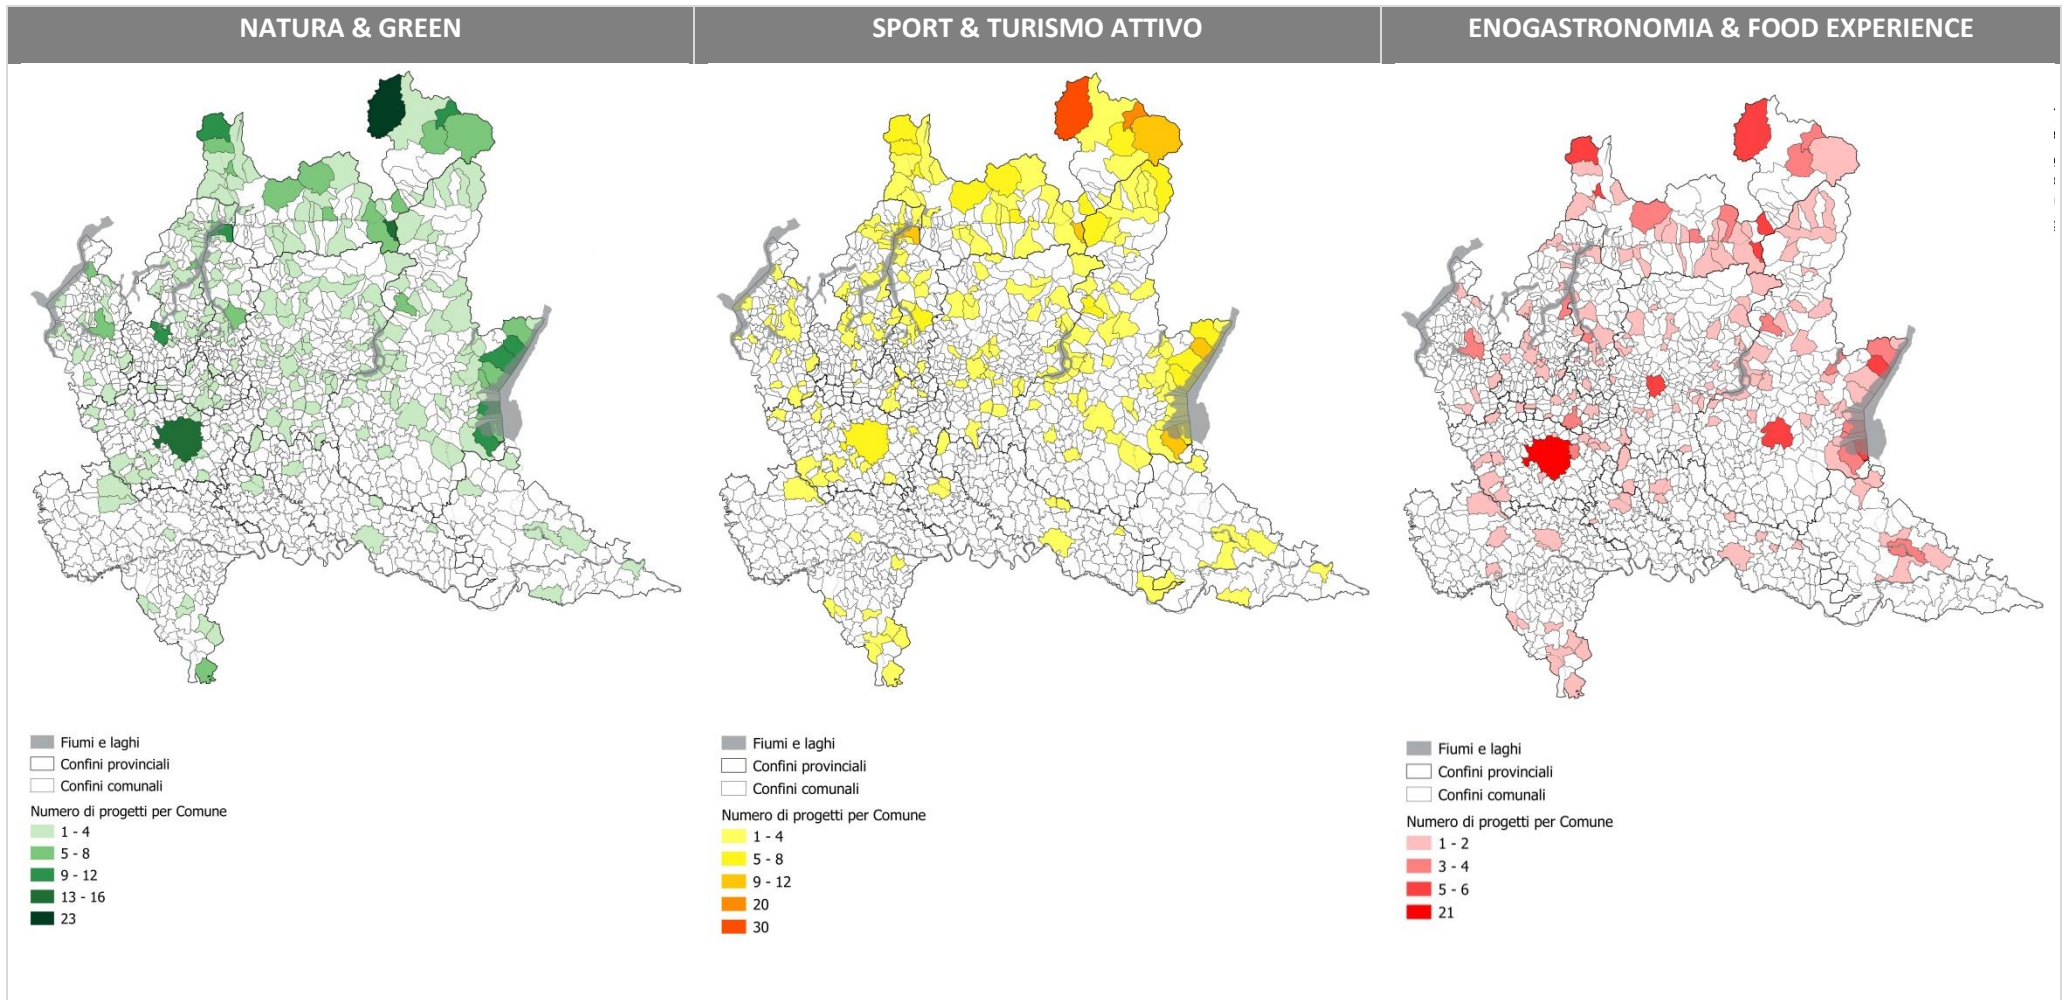 NATURA & GREEN
SPORT & TURISMO ATTIVO
ENOGASTRONOMIA & FOOD EXPERIENCE
Fiumi e laghi
Confini provinciali
Confini comunali
Numero di progetti per Comune
1 - 4
5 - 8
9 - 12
13 - 16
23
Fiumi e laghi
Confini provinciali
Confini comunali
Numero di progetti per Comune
1 - 4
5 - 8
9 - 12
20
30
Fiumi e laghi
Confini provinciali
Confini comunali
Numero di progetti per Comune
1 - 2
3 - 4
5 - 6
21